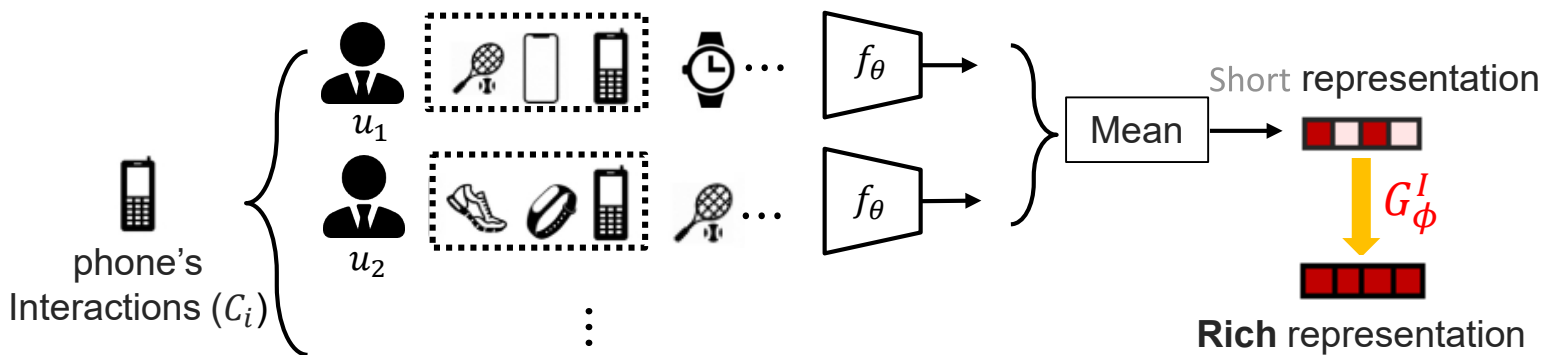 phone's
Interactions (C_i)
u_1
⋯
f_θ
u_2
⋯
f_θ
⋮
Mean
Short representation
G_ϕ^I
Rich representation